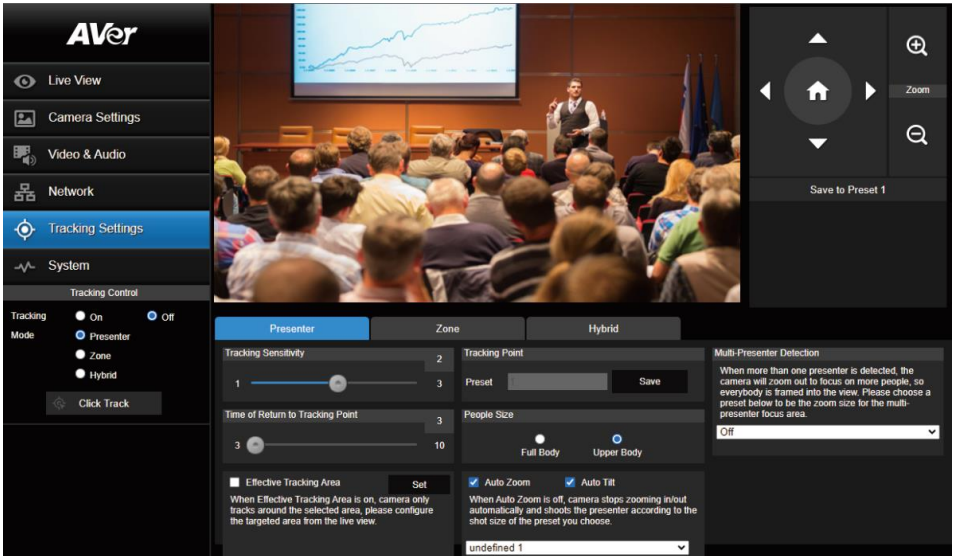 AVer
Live View
Camera Settings
Video & Audio
Network
Tracking Settings
System
Tracking Control
Tracking On Off
Mode Presenter
Zone
Hybrid
Click Track
Zoom
Save to Preset 1
Presenter Zone Hybrid
Tracking Sensitivity
2
1 3
Time of Return to Tracking Point
3
3 10
Effective Tracking Area Set
When Effective Tracking Area is on, camera only
tracks around the selected area, please configure
the targeted area from the live view.
Tracking Point
Preset 1 Save
People Size
Full Body Upper Body
Auto Zoom Auto Tilt
When Auto Zoom is off, camera stops zooming in/out
automatically and shoots the presenter according to the
shot size of the preset you choose.
undefined 1
Multi-Presenter Detection
When more than one presenter is detected, the
camera will zoom out to focus on more people, so
everybody is framed into the view. Please choose a
preset below to be the zoom size for the multi-
presenter focus area.
Off